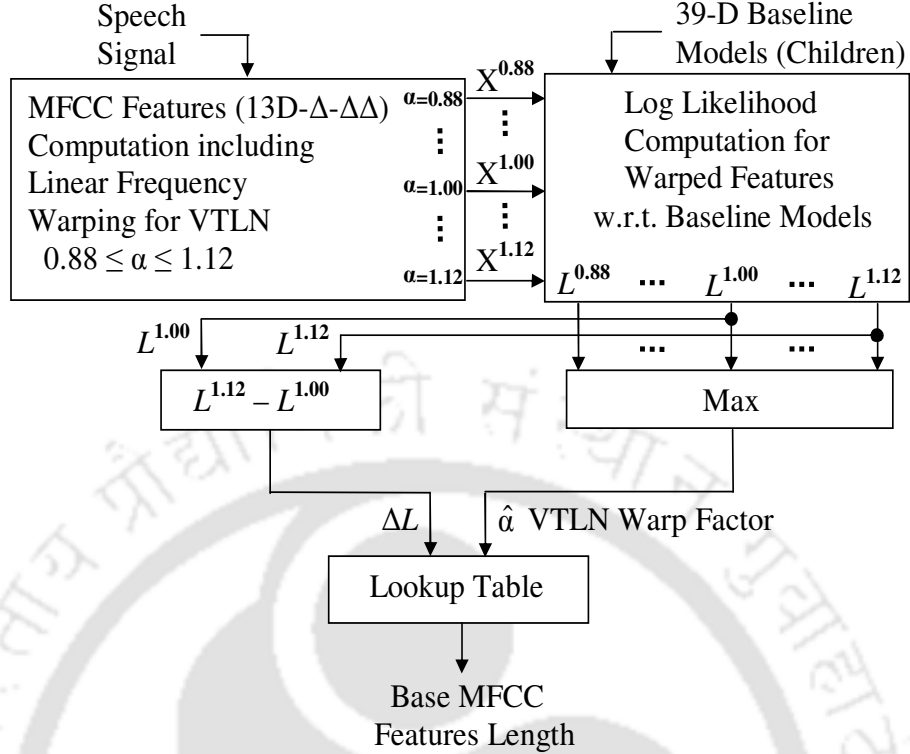 Speech
Signal
39-D Baseline
Models (Children)
MFCC Features (13D-Δ-ΔΔ)
Computation including
Linear Frequency
Warping for VTLN
0.88 ≤ α ≤ 1.12
α=0.88
⋮
α=1.00
⋮
α=1.12
X^0.88
⋮
X^1.00
⋮
X^1.12
Log Likelihood
Computation for
Warped Features
w.r.t. Baseline Models
L^0.88 ... L^1.00 ... L^1.12
... ...
L^1.00 L^1.12
L^1.12 – L^1.00
Max
ΔL
α̂ VTLN Warp Factor
Lookup Table
Base MFCC
Features Length